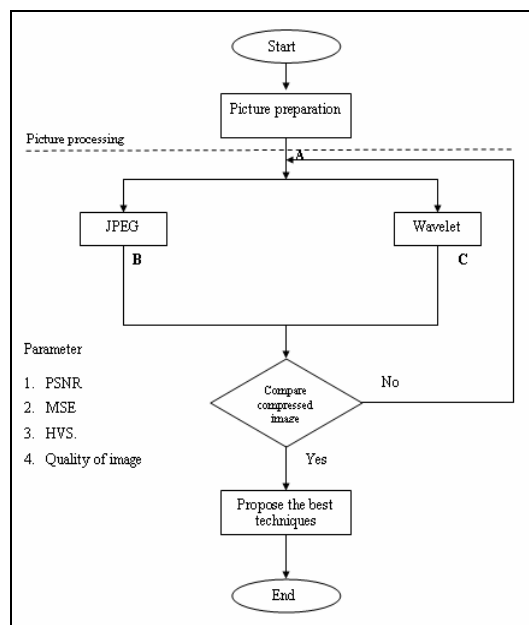 Start
Picture preparation
Picture processing
A
JPEG
Wavelet
B
C
Parameter
1. PSNR
2. MSE
3. HVS.
4. Quality of image
Compare
compressed
image
No
Yes
Propose the best
techniques
End